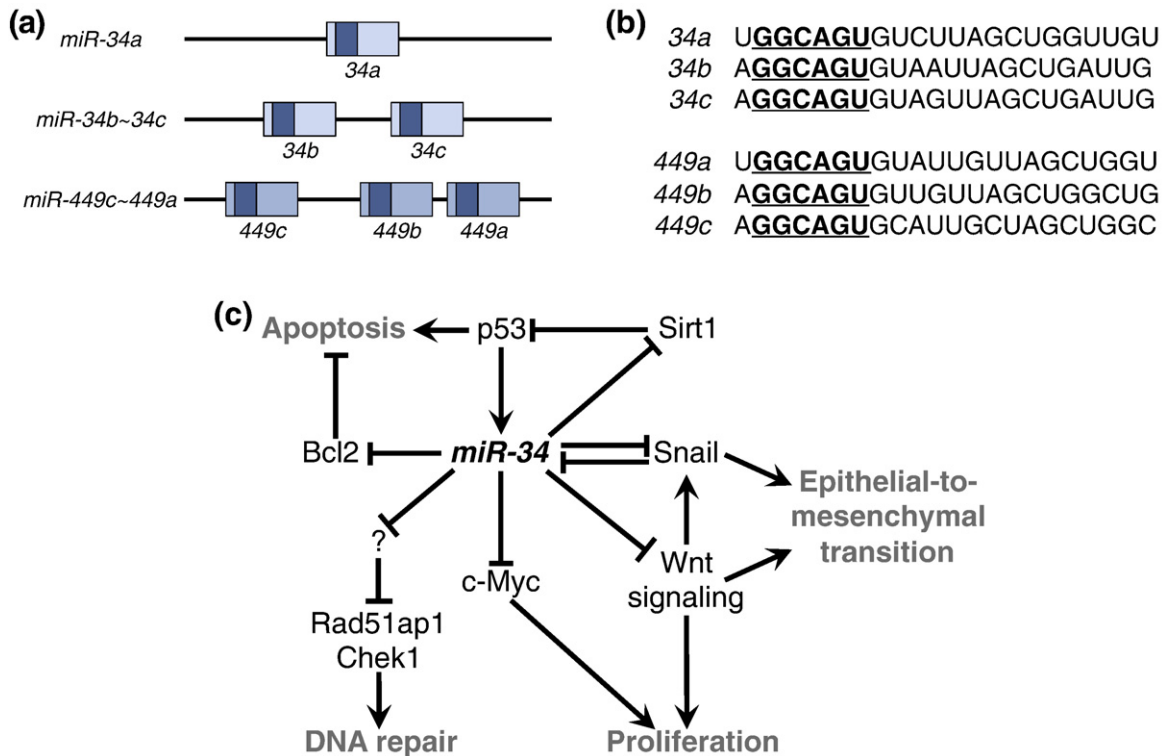 (a)
miR-34a
34a
miR-34b~34c
34b 34c
miR-449c~449a
449c 449b 449a
(b)
34a UGGCAGUGUCUUAGCUGGUUGU
34b AGGCAGUGUAAUUAGCUGAUUG
34c AGGCAGUGUAGUUAGCUGAUUG
449a UGGCAGUGUAUUGUUAGCUGGU
449b AGGCAGUGUUGUUAGCUGGCUG
449c AGGCAGUGCAUUGCUAGCUGGC
(c)
Apoptosis p53 Sirt1
Bcl2 miR-34 Snail
Epithelial-to-
mesenchymal
transition
?
Wnt
signaling
c-Myc
Rad51ap1
Chek1
DNA repair Proliferation